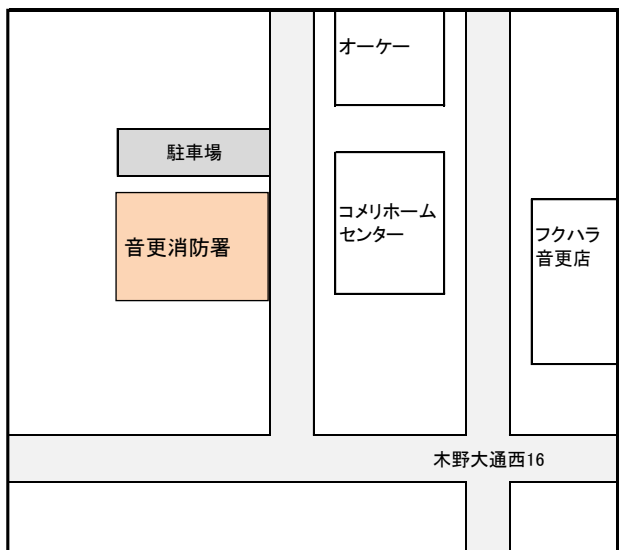 オーケー
駐車場
コメリホーム
センター
音更消防署
フクハラ
音更店
木野大通西16